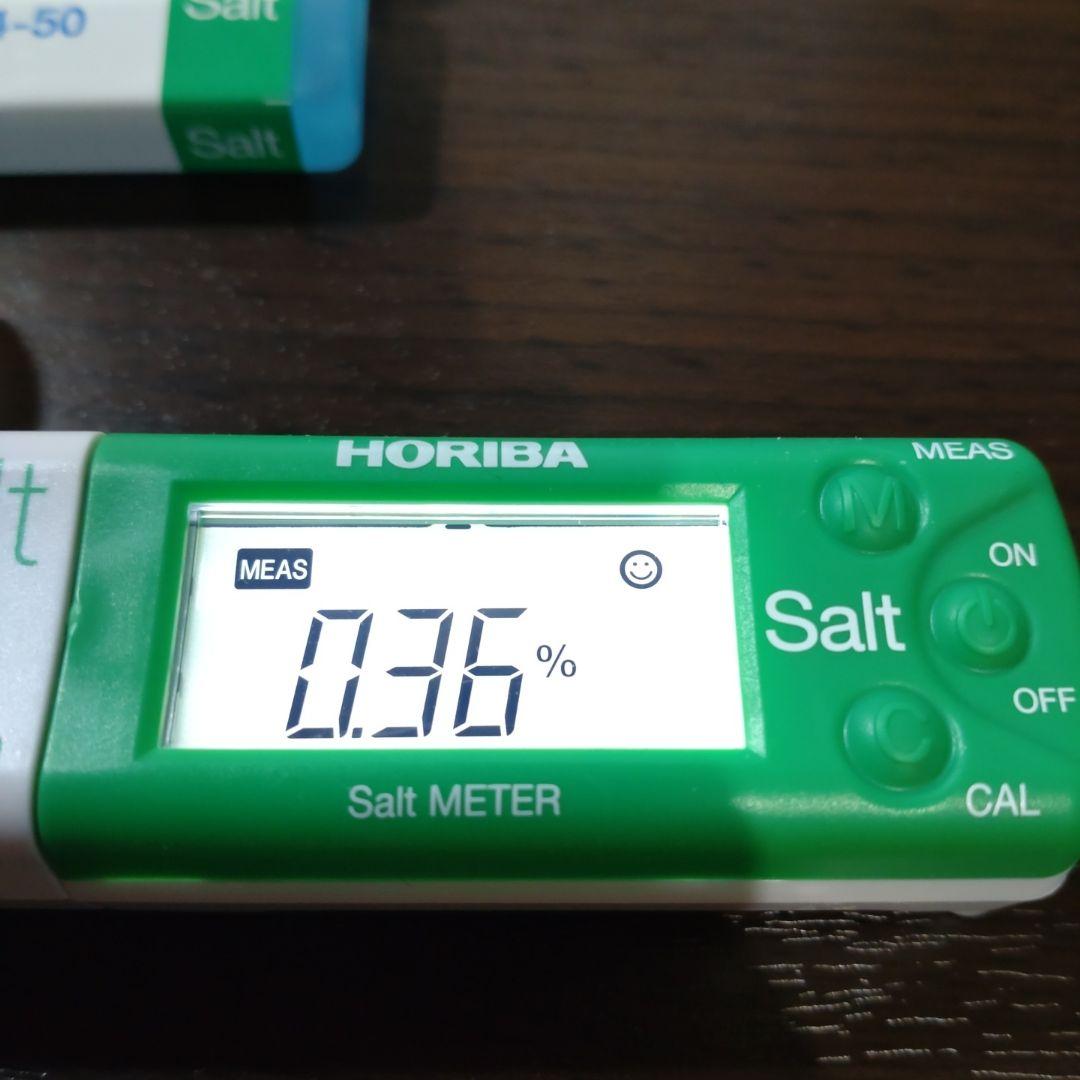 Salt
-50
Salt
HORIBA
MEAS
M
MEAS
ON
0.36 %
Salt
OFF
C
Salt METER
CAL